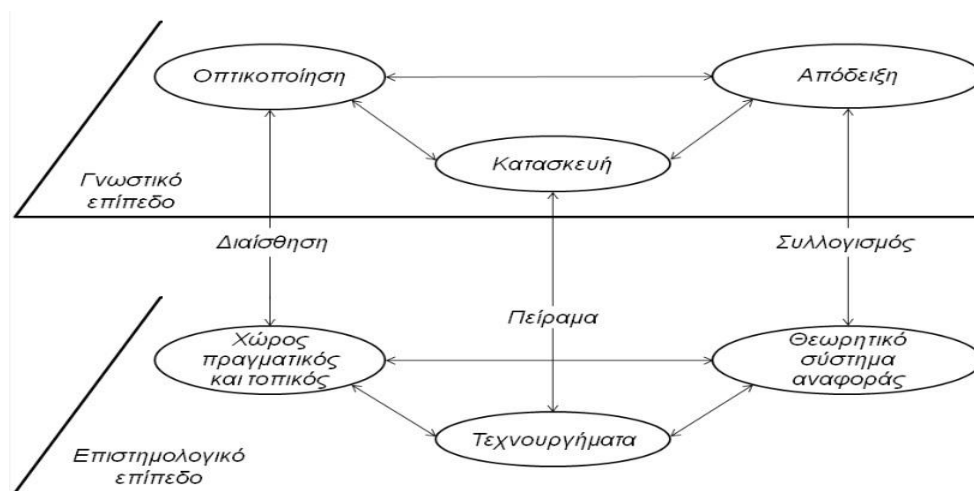 Οπτικοποίηση
Απόδειξη
Κατασκευή
Γνωστικό
επίπεδο
Διαίσθηση
Συλλογισμός
Πείραμα
Χώρος
πραγματικός
και τοπικός
Θεωρητικό
σύστημα
αναφοράς
Τεχνουργήματα
Επιστημολογικό
επίπεδο